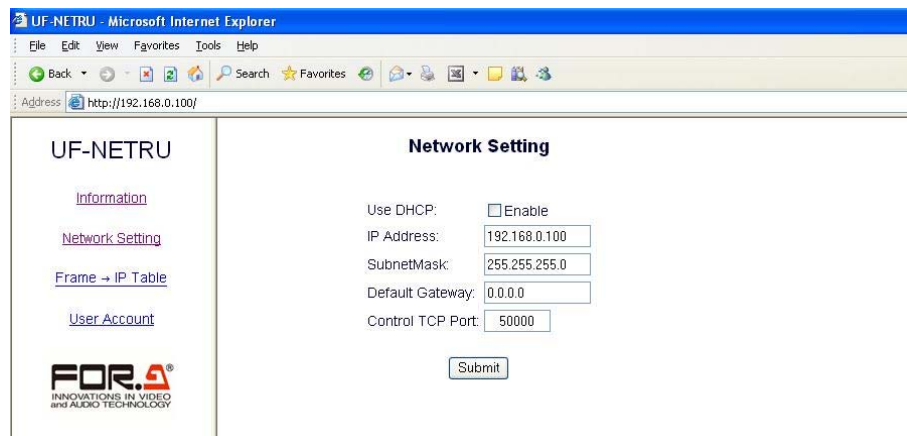 UF-NETRU - Microsoft Internet Explorer
File Edit View Favorites Tools Help
Back Search Favorites
Address http://192.168.0.100/
UF-NETRU
Information
Network Setting
Frame → IP Table
User Account
FOR.A®
INNOVATIONS IN VIDEO
and AUDIO TECHNOLOGY
Network Setting
Use DHCP: Enable
IP Address: 192.168.0.100
SubnetMask: 255.255.255.0
Default Gateway: 0.0.0.0
Control TCP Port: 50000
Submit